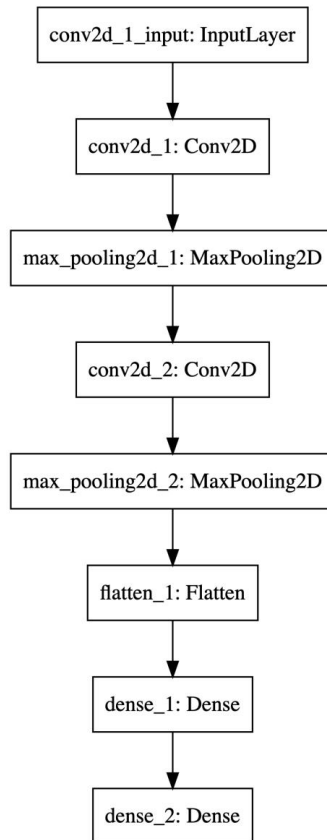 conv2d_1_input: InputLayer
conv2d_1: Conv2D
max_pooling2d_1: MaxPooling2D
conv2d_2: Conv2D
max_pooling2d_2: MaxPooling2D
flatten_1: Flatten
dense_1: Dense
dense_2: Dense